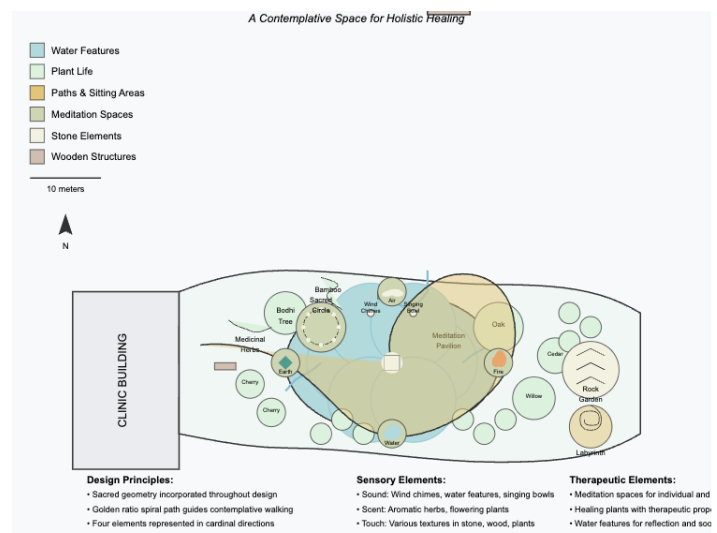 A Contemplative Space for Holistic Healing
Water Features
Plant Life
Paths & Sitting Areas
Meditation Spaces
Stone Elements
Wooden Structures
10 meters
N
CLINIC BUILDING
Bamboo
Sacred
Circle
Bodhi
Tree
Medicinal
Herbs
Wind
Chimes
Air
Singing
Bowl
Meditation
Pavilion
Oak
Earth
Fire
Cedar
Cherry
Cherry
Willow
Rock
Garden
Water
Labyrinth
Design Principles:
• Sacred geometry incorporated throughout design
• Golden ratio spiral path guides contemplative walking
• Four elements represented in cardinal directions
Sensory Elements:
• Sound: Wind chimes, water features, singing bowls
• Scent: Aromatic herbs, flowering plants
• Touch: Various textures in stone, wood, plants
Therapeutic Elements:
• Meditation spaces for individual and
• Healing plants with therapeutic
• Water features for reflection and